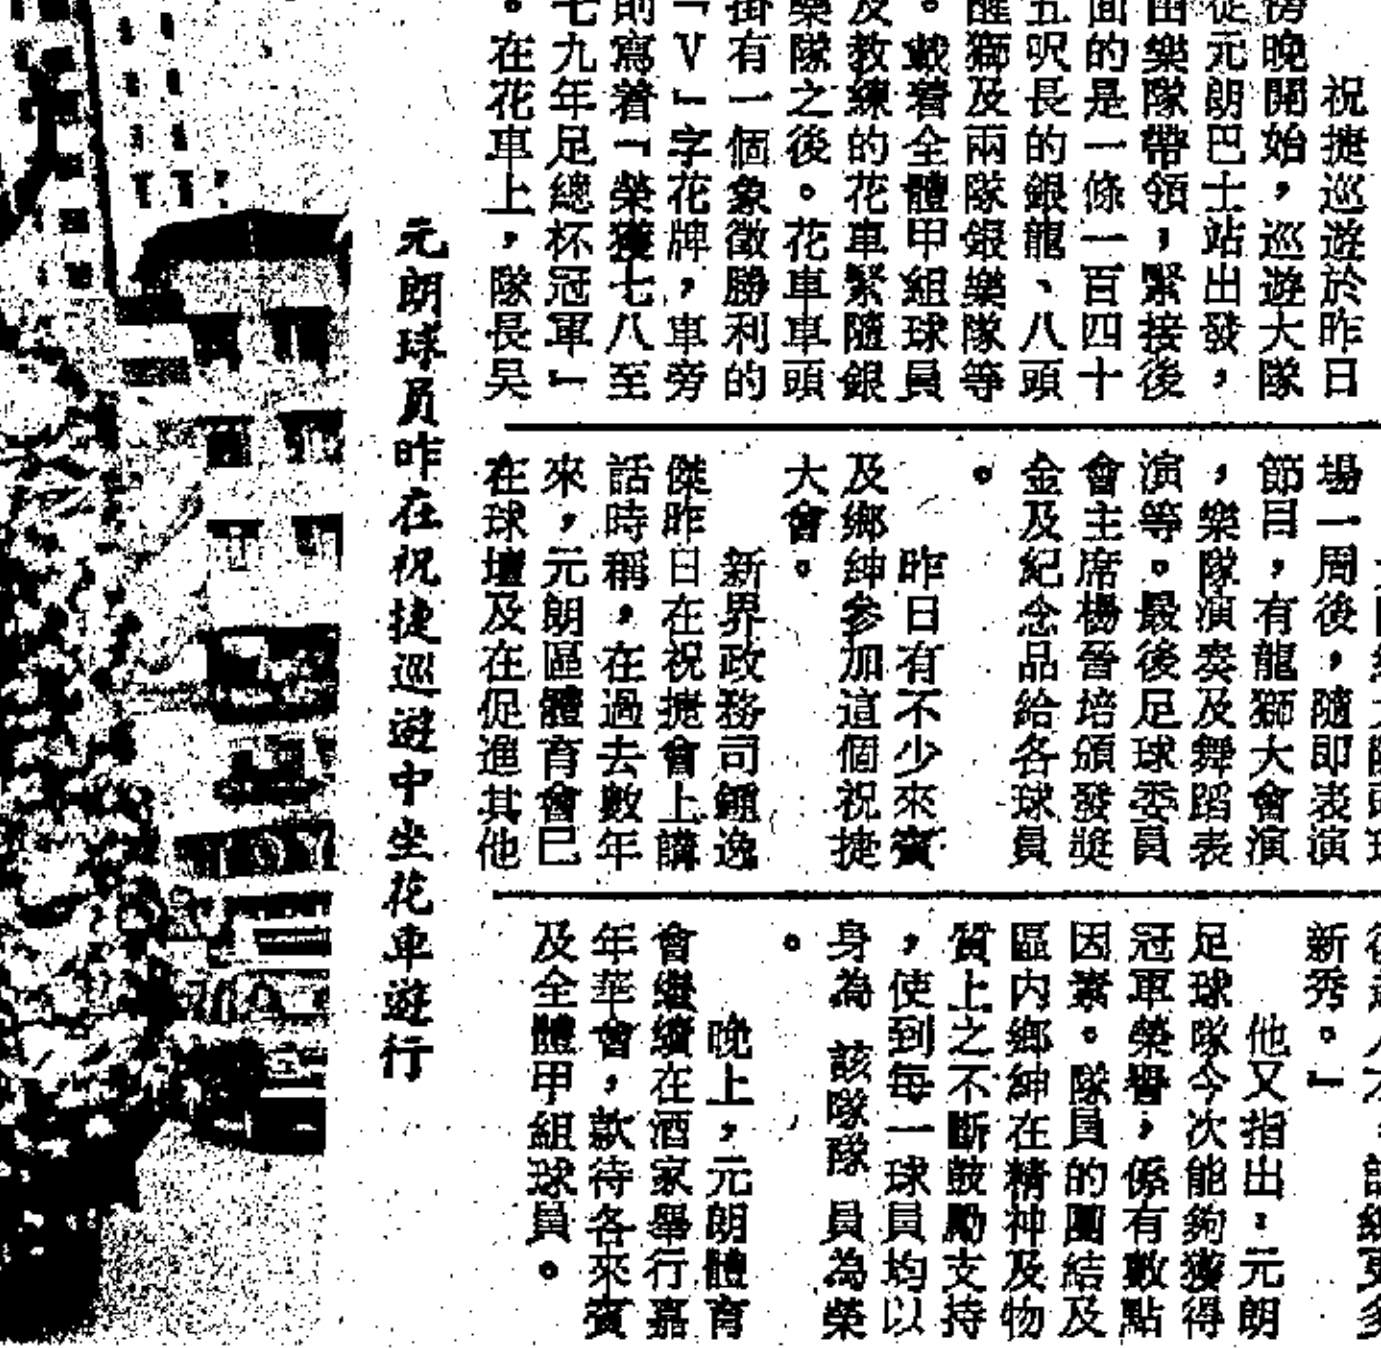 祝捷巡遊於昨日
傍晚開始，巡遊大隊
從元朗巴士站出發，
由樂隊帶領，緊接後
面的是一條一百四十
五呎長的銀龍、八頭
醒獅及兩隊銀樂隊等
。載着全體甲組球員
及教練的花車緊隨銀
樂隊之後。花車車頭
掛有一個象徵勝利的
「V」字花牌，車旁
則寫着「榮獲七八至
七九年足總杯冠軍」
。在花車上，隊長吳
場一周後，隨即表演
節目，有龍獅大會演
，樂隊演奏及舞蹈表
演等。最後足球委員
會主席楊晉培頒發獎
金及紀念品給各球員
。
昨日有不少來賓
及鄉紳參加這個祝捷
大會。
新界政務司鍾逸
傑昨日在祝捷會上講
話時稱，在過去數年
來，元朗區體育會已
在球壇及在促進其他
新秀。」
他又指出：元朗
足球隊今次能夠獲得
冠軍榮譽，係有數點
因素。隊員的團結及
區内鄉紳在精神及物
質上之不斷鼓勵支持
，使到每一球員均以
身為該隊隊員為榮
。
晚上，元朗體育
會繼續在酒家舉行嘉
年華會，款待各來賓
及全體甲組球員。
元朗球員昨在祝捷巡遊中坐花車遊行